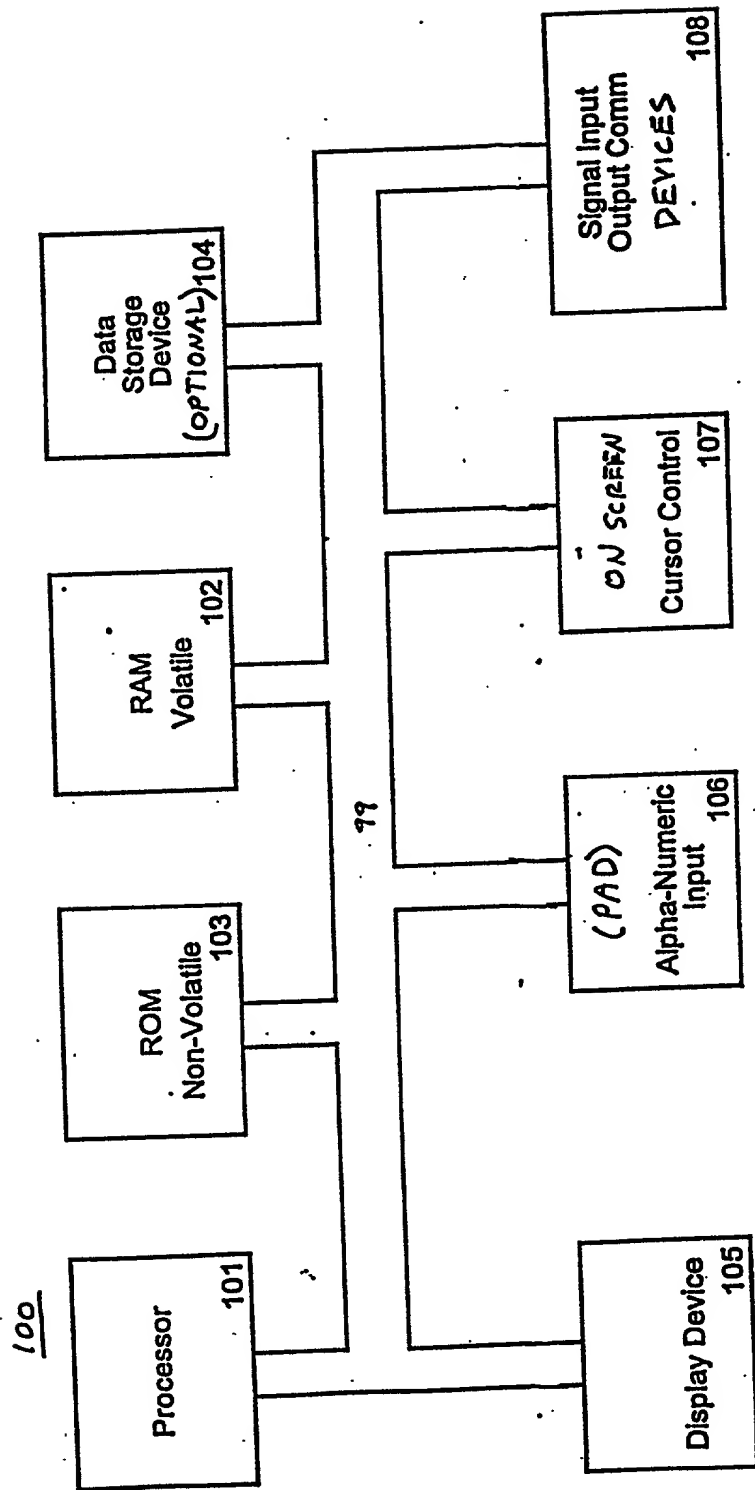 100
Processor
101
ROM
Non-Volatile
103
RAM
Volatile
102
Data
Storage
Device
(OPTIONAL)
104
99
Display Device
105
(PAD)
Alpha-Numeric
Input
106
ON SCREEN
Cursor Control
107
Signal Input
Output Comm
DEVICES
108